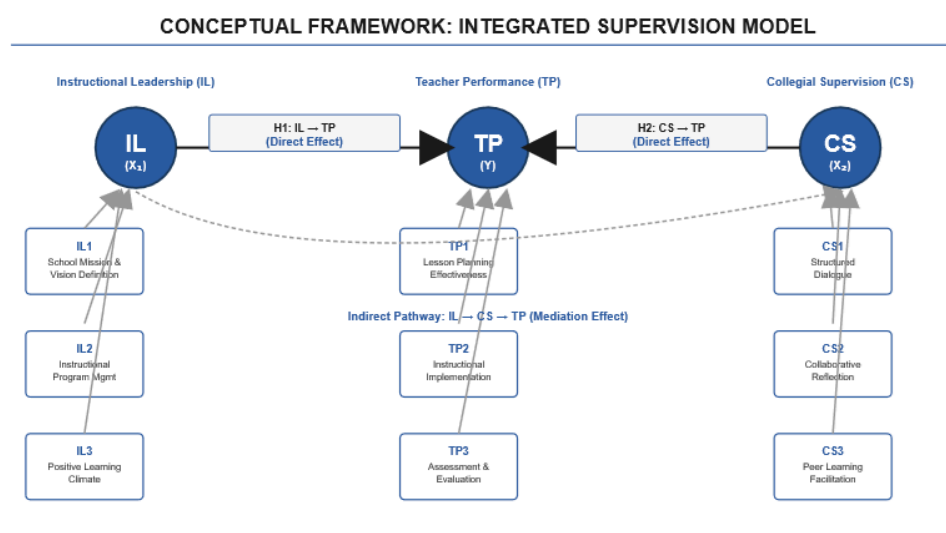 CONCEPTUAL FRAMEWORK: INTEGRATED SUPERVISION MODEL
Instructional Leadership (IL)
Teacher Performance (TP)
Collegial Supervision (CS)
IL
(X₁)
H1: IL → TP
(Direct Effect)
TP
(Y)
H2: CS → TP
(Direct Effect)
CS
(X₂)
IL1
School Mission &
Vision Definition
TP1
Lesson Planning
Effectiveness
CS1
Structured
Dialogue
Indirect Pathway: IL → CS → TP (Mediation Effect)
IL2
Instructional
Program Mgmt
TP2
Instructional
Implementation
CS2
Collaborative
Reflection
IL3
Positive Learning
Climate
TP3
Assessment &
Evaluation
CS3
Peer Learning
Facilitation